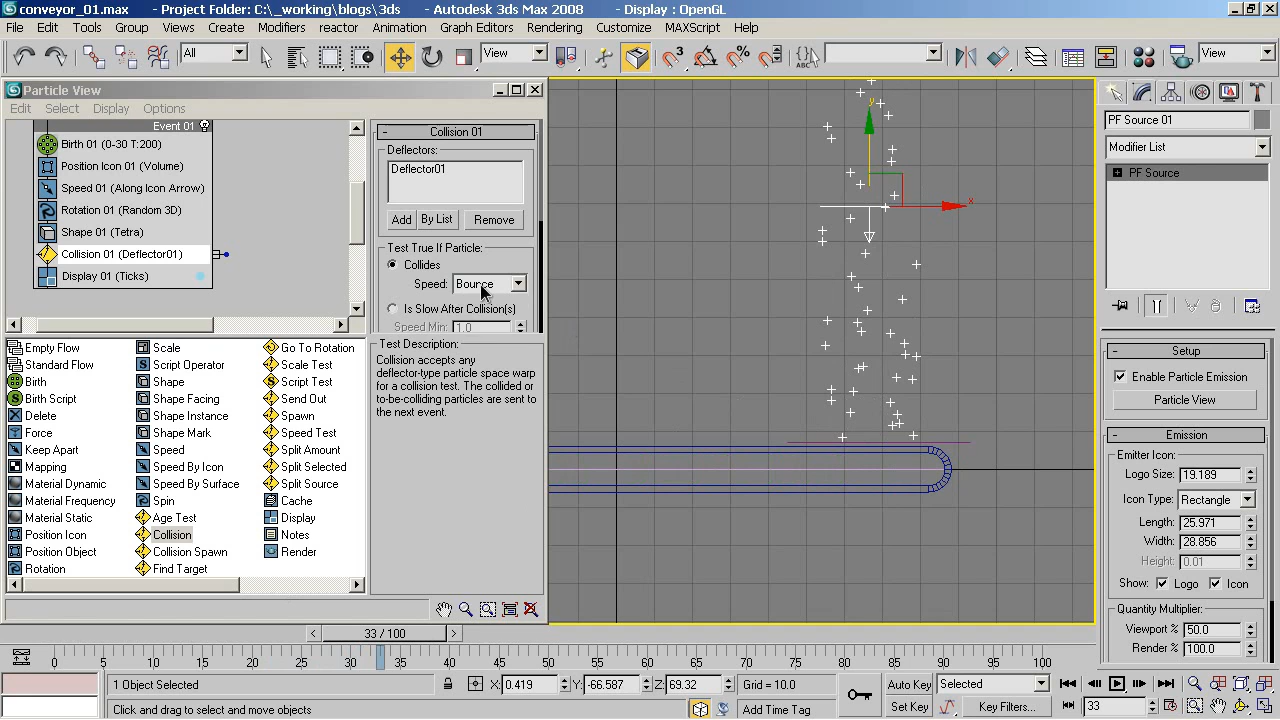 conveyor_01.max - Project Folder: C:\_working\blogs\3ds - Autodesk 3ds Max 2008 - Display : OpenGL
File Edit Tools Group Views Create Modifiers reactor Animation Graph Editors Rendering Customize MAXScript Help
All View View
3
ABC
Particle View
Edit Select Display Options
Event 01
Birth 01 (0-30 T:200)
Position Icon 01 (Volume)
Speed 01 (Along Icon Arrow)
Rotation 01 (Random 3D)
Shape 01 (Tetra)
Collision 01 (Deflector01)
Display 01 (Ticks)
- Collision 01
Deflectors:
Deflector01
Add By List Remove
Test True If Particle:
Collides
Speed: Bounce
Is Slow After Collision(s)
Speed Min: 1.0
Empty Flow Scale Go To Rotation
Standard Flow Script Operator Scale Test
Birth Shape Script Test
Birth Script Shape Facing Send Out
Delete Shape Instance Spawn
Force Shape Mark Speed Test
Keep Apart Speed Split Amount
Mapping Speed By Icon Split Selected
Material Dynamic Speed By Surface Split Source
Material Frequency Spin Cache
Material Static Age Test Display
Position Icon Collision Notes
Position Object Collision Spawn Render
Rotation Find Target
Test Description:
Collision accepts any
deflector-type particle space warp
for a collision test. The collided or
to-be-colliding particles are sent to
the next event.
y
x
PF Source 01
Modifier List
PF Source
- Setup
Enable Particle Emission
Particle View
- Emission
Emitter Icon:
Logo Size: 19.189
Icon Type: Rectangle
Length: 25.971
Width: 28.856
Height: 0.01
Show: Logo Icon
Quantity Multiplier:
Viewport % 50.0
Render % 100.0
< 33 / 100 >
0 5 10 15 20 25 30 35 40 45 50 55 60 65 70 75 80 85 90 95 100
1 Object Selected X: 0.419 Y: -66.587 Z: 69.32 Grid = 10.0 Auto Key Selected
Click and drag to select and move objects Add Time Tag Set Key Key Filters... 33